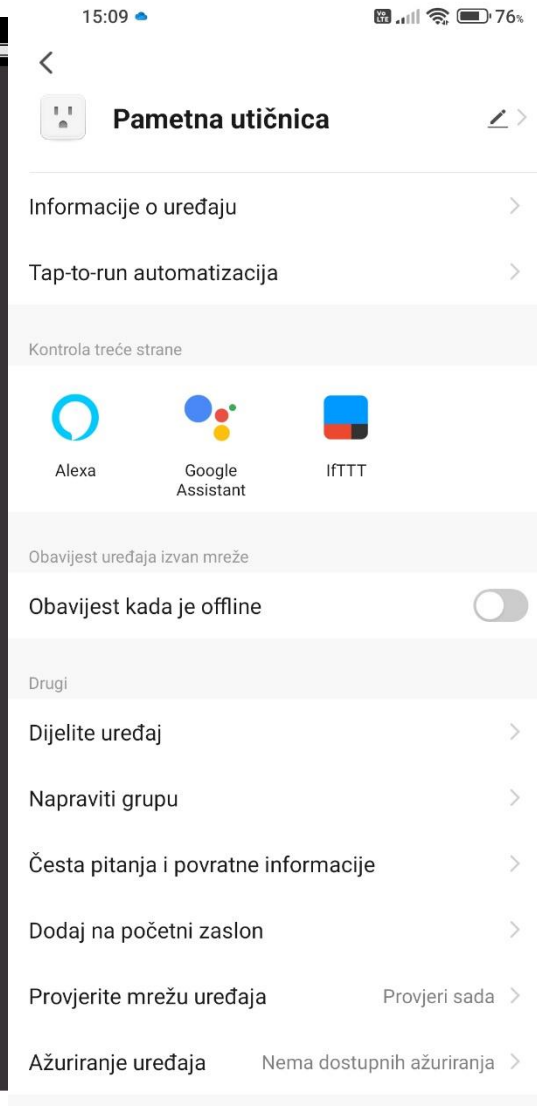 15:09
Vo
LTE
76%
Pametna utičnica
Informacije o uređaju
Tap-to-run automatizacija
Kontrola treće strane
Alexa
Google
Assistant
IfTTT
Obavijest uređaja izvan mreže
Obavijest kada je offline
Drugi
Dijelite uređaj
Napraviti grupu
Česta pitanja i povratne informacije
Dodaj na početni zaslon
Provjerite mrežu uređaja Provjeri sada
Ažuriranje uređaja Nema dostupnih ažuriranja